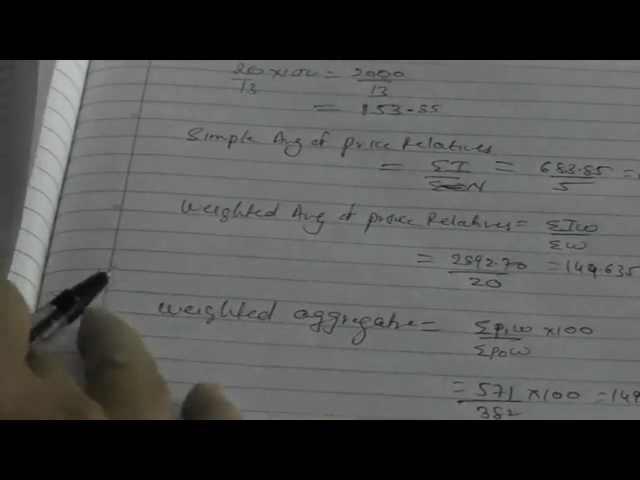 20 x100 = 2000
13 13
= 153.85
Simple Avg of price Relatives
= ΣI = 683.85 =
N 5
Weighted Avg of price Relatives = ΣIw
Σw
= 2892.70 = 144.635
20
Weighted aggregate = Σp₁w x100
Σp₀w
= 571 x100 = 149
382